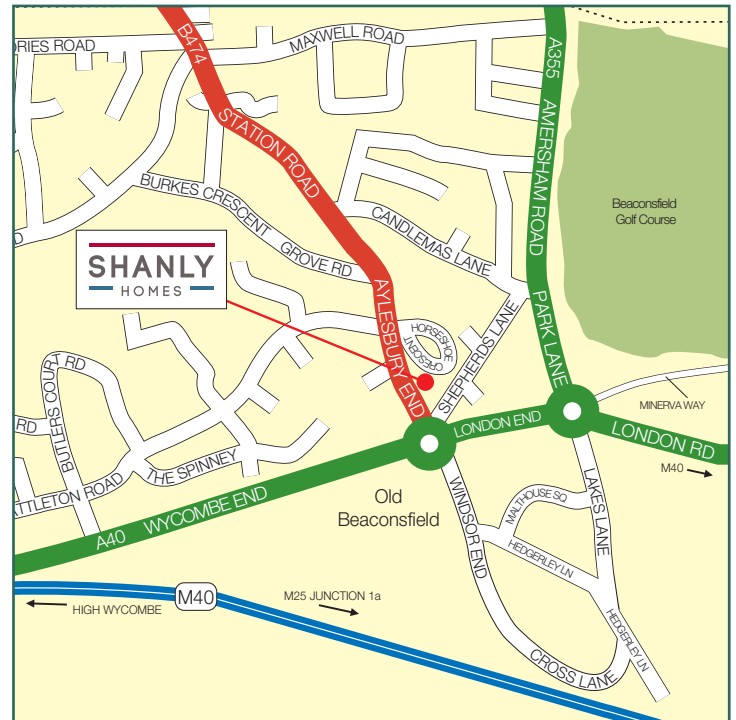 B474
MAXWELL ROAD
RIES ROAD
A355
AMERSHAM ROAD
STATION ROAD
BURKES CRESCENT
GROVE RD
CANDLEMAS LANE
Beaconsfield
Golf Course
D
SHANLY
HOMES
AYLESBURY END
PARK LANE
HORSESHOE
CRESCENT
SHEPHERDS LANE
BUTLERS COURT RD
RD
MINERVA WAY
LONDON END
LONDON RD
M40
THE SPINNEY
TTLETON ROAD
A40
WYCOMBE END
Old
Beaconsfield
WINDSOR END
MALTHOUSE SQ
LAKES LANE
HEDGERLEY LN
HEDGERLEY LN
CROSS LANE
M40
HIGH WYCOMBE
M25 JUNCTION 1a